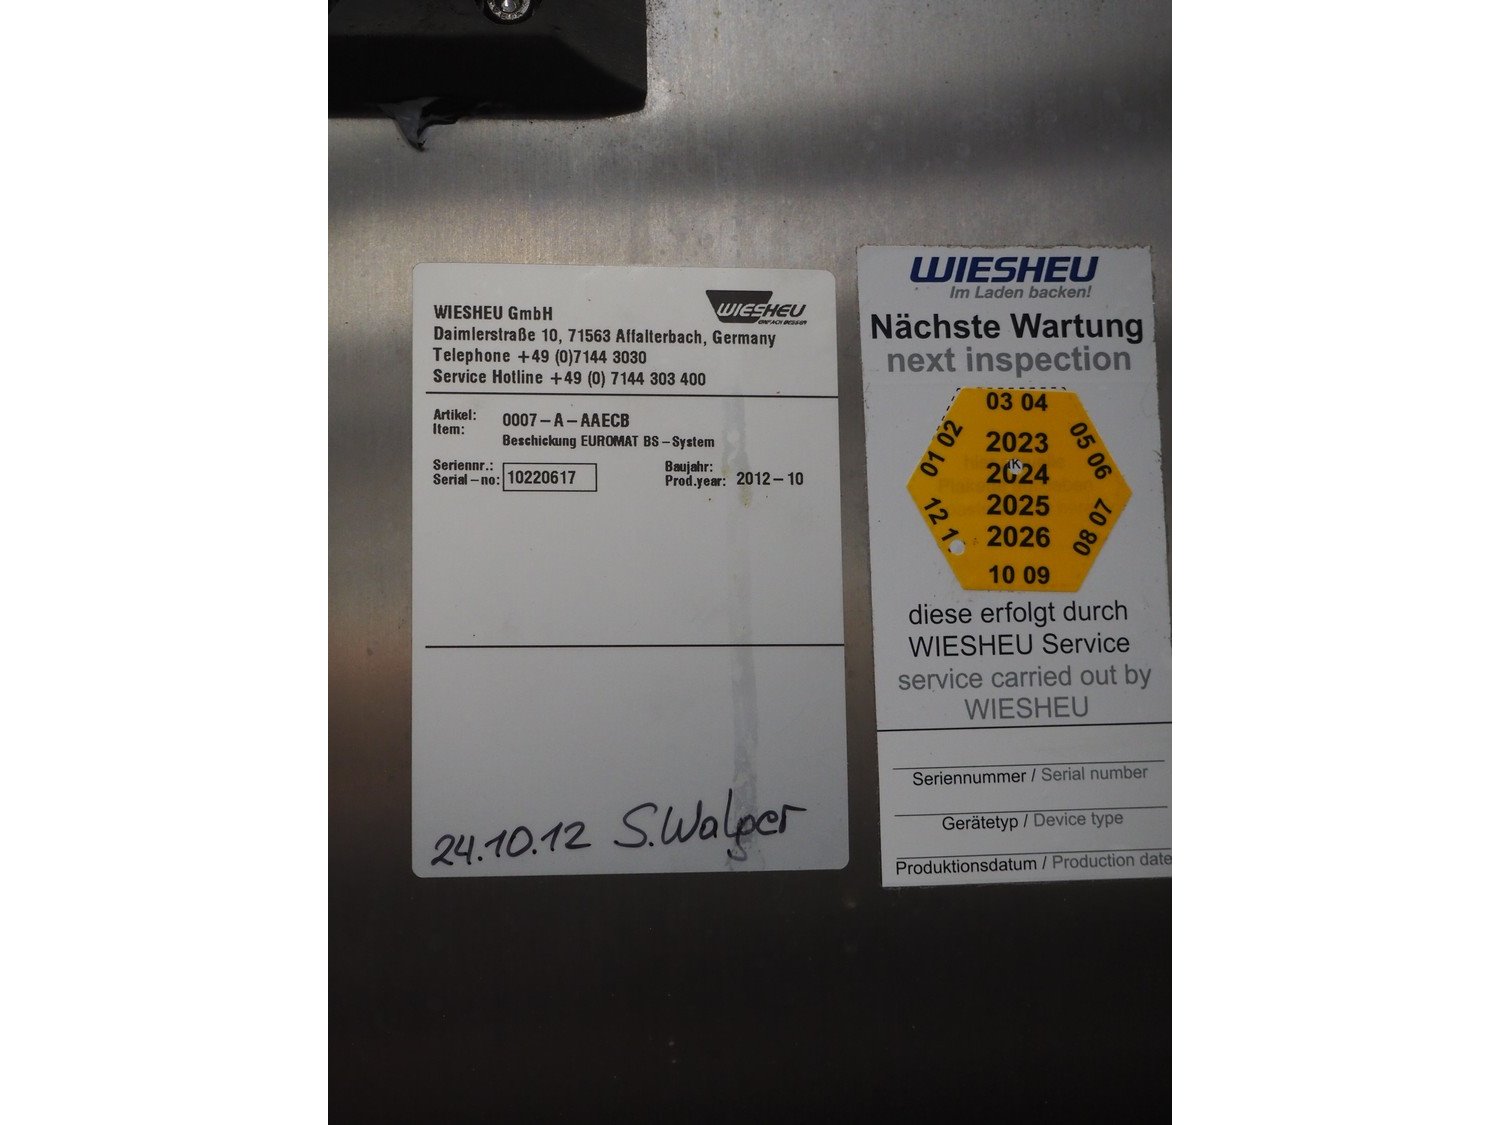 WIESHEU GmbH
Daimlerstraße 10, 71563 Affalterbach, Germany
Telephone +49 (0)7144 3030
Service Hotline +49 (0) 7144 303 400
WIESHEU
EINFACH BESSER
Artikel: 0007-A-AAECB
Item:
Beschickung EUROMAT BS-System
Seriennr.:
Serial-no: 10220617
Baujahr:
Prod.year: 2012-10
24.10.12 S.Walper
WIESHEU
Im Laden backen!
Nächste Wartung
next inspection
03 04
01 02
05 06
2023
2024
2025
2026
12
08 07
10 09
diese erfolgt durch
WIESHEU Service
service carried out by
WIESHEU
Seriennummer / Serial number
Gerätetyp / Device type
Produktionsdatum / Production date